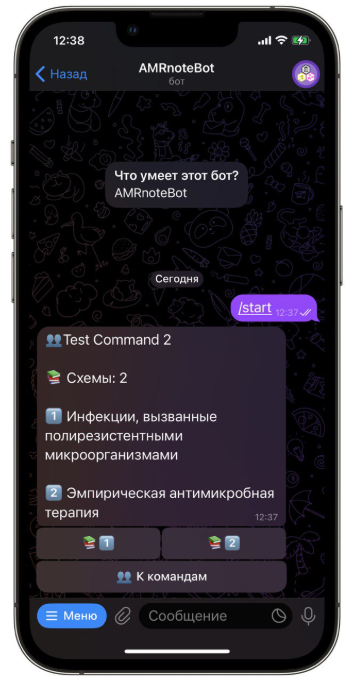 12:38
Назад
AMRnoteBot
бот
Что умеет этот бот?
AMRnoteBot
Сегодня
/start 12:37
👥Test Command 2
📚 Схемы: 2
1️⃣ Инфекции, вызванные
полирезистентными
микроорганизмами
2️⃣ Эмпирическая антимикробная
терапия
12:37
📚1️⃣ 📚2️⃣
👥 К командам
Меню Сообщение